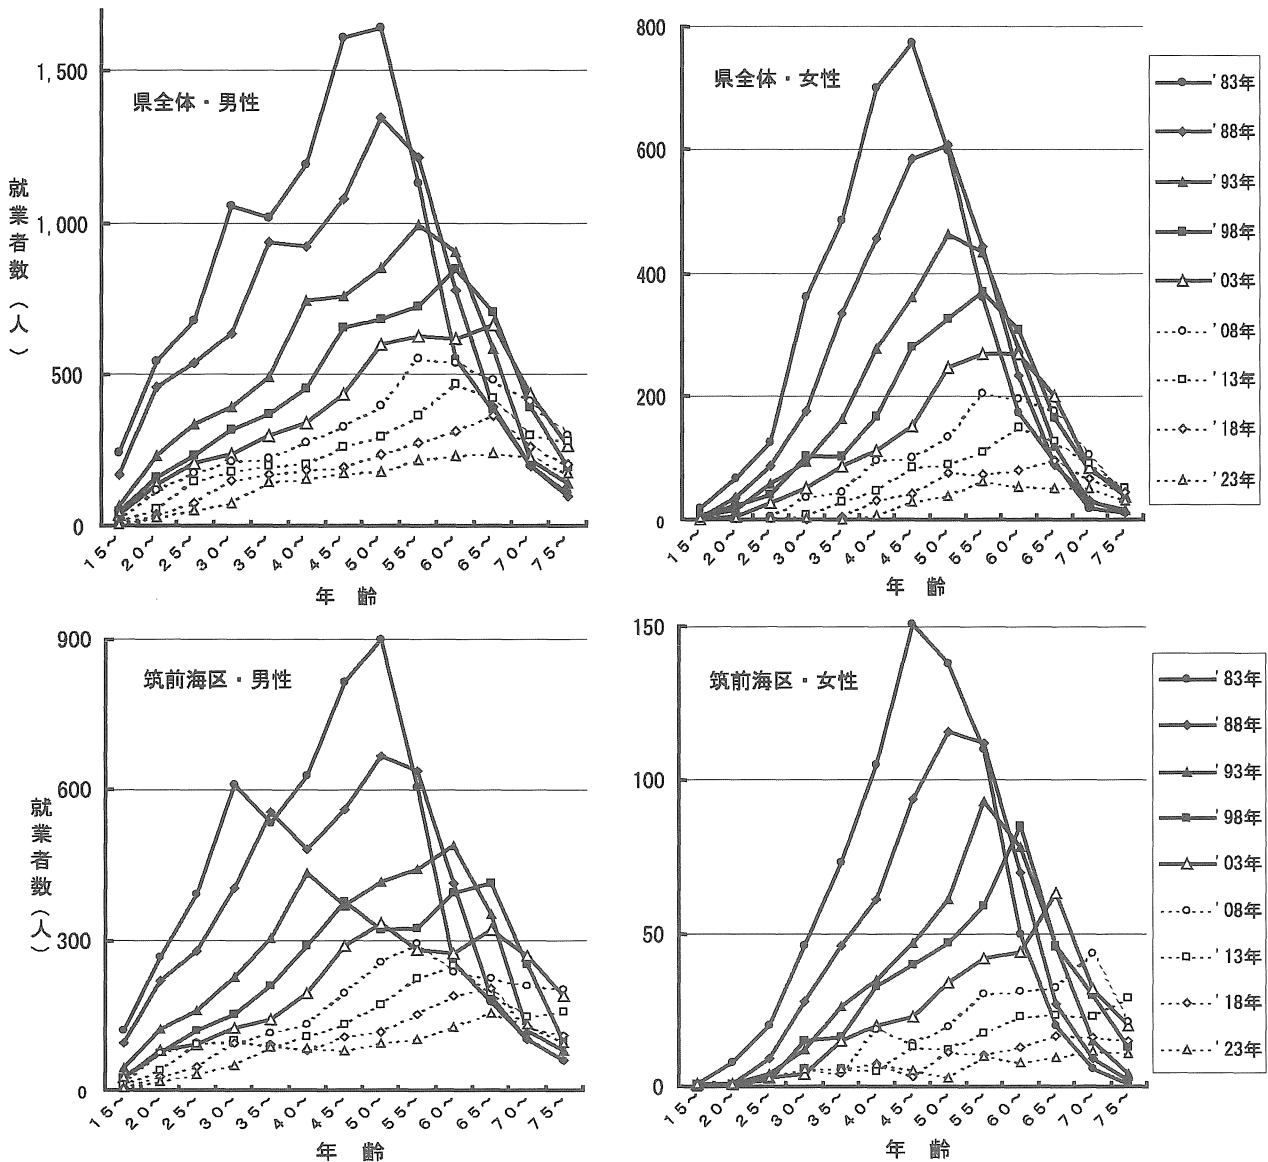 県全体・男性
1,500
1,000
500
0
就業者数（人）
15～
20～
25～
30～
35～
40～
45～
50～
55～
60～
65～
70～
75～
年 齢
県全体・女性
800
600
400
200
0
15～
20～
25～
30～
35～
40～
45～
50～
55～
60～
65～
70～
75～
年 齢
'83年
'88年
'93年
'98年
'03年
'08年
'13年
'18年
'23年
筑前海区・男性
900
600
300
0
就業者数（人）
15～
20～
25～
30～
35～
40～
45～
50～
55～
60～
65～
70～
75～
年 齢
筑前海区・女性
150
100
50
0
15～
20～
25～
30～
35～
40～
45～
50～
55～
60～
65～
70～
75～
年 齢
'83年
'88年
'93年
'98年
'03年
'08年
'13年
'18年
'23年